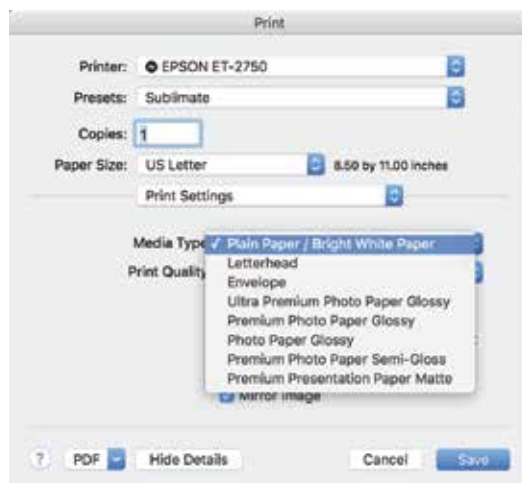 Print
Printer: EPSON ET-2750
Presets: Sublimate
Copies: 1
Paper Size: US Letter 8.50 by 11.00 inches
Print Settings
Media Type ✓ Plain Paper / Bright White Paper
Print Quality Letterhead
Envelope
Ultra Premium Photo Paper Glossy
Premium Photo Paper Glossy
Photo Paper Glossy
Premium Photo Paper Semi-Gloss
Premium Presentation Paper Matte
Mirror Image
? PDF Hide Details Cancel Save